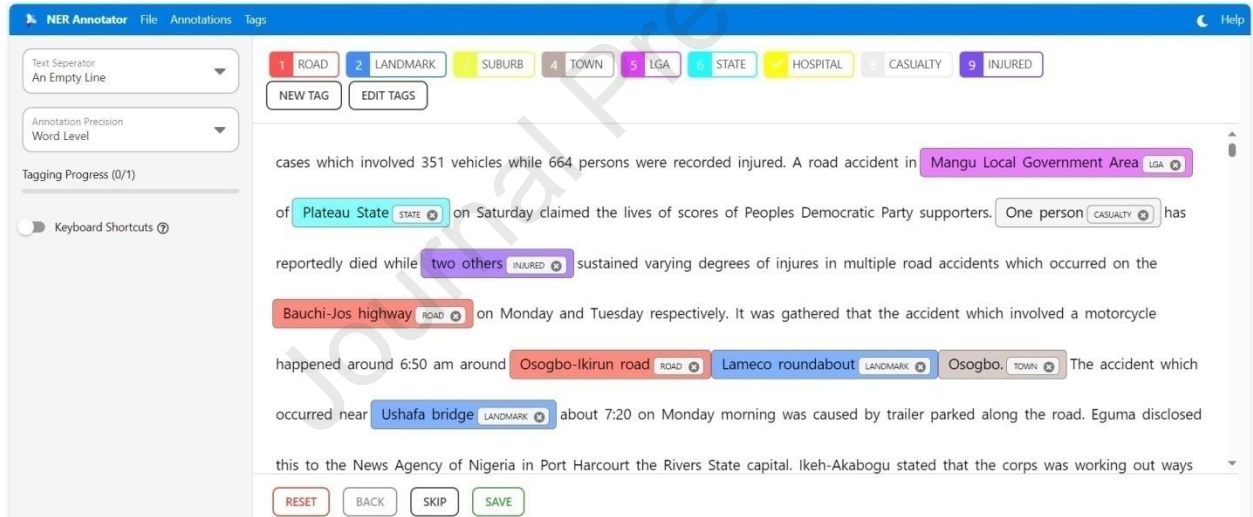 NER Annotator File Annotations Tags Help
Text Seperator
An Empty Line
Annotation Precision
Word Level
Tagging Progress (0/1)
Keyboard Shortcuts
1 ROAD 2 LANDMARK 3 SUBURB 4 TOWN 5 LGA 6 STATE HOSPITAL 8 CASUALTY 9 INJURED
NEW TAG EDIT TAGS
cases which involved 351 vehicles while 664 persons were recorded injured. A road accident in Mangu Local Government Area LGA
of Plateau State STATE on Saturday claimed the lives of scores of Peoples Democratic Party supporters. One person CASUALTY has
reportedly died while two others INJURED sustained varying degrees of injures in multiple road accidents which occurred on the
Bauchi-Jos highway ROAD on Monday and Tuesday respectively. It was gathered that the accident which involved a motorcycle
happened around 6:50 am around Osogbo-Ikirun road ROAD Lameco roundabout LANDMARK Osogbo. TOWN The accident which
occurred near Ushafa bridge LANDMARK about 7:20 on Monday morning was caused by trailer parked along the road. Eguma disclosed
this to the News Agency of Nigeria in Port Harcourt the Rivers State capital. Ikeh-Akabogu stated that the corps was working out ways
RESET BACK SKIP SAVE
Journal Pre